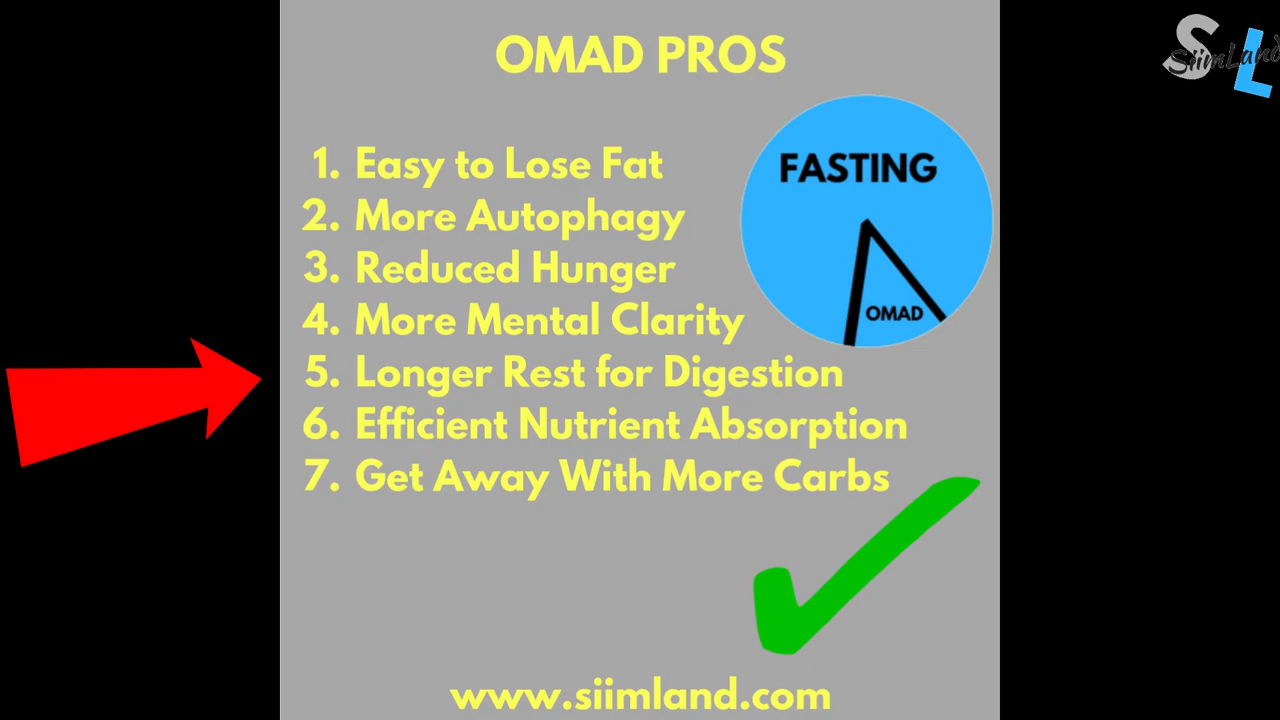 OMAD PROS
S
L
SiimLand
FASTING
OMAD
1. Easy to Lose Fat
2. More Autophagy
3. Reduced Hunger
4. More Mental Clarity
5. Longer Rest for Digestion
6. Efficient Nutrient Absorption
7. Get Away With More Carbs
www.siimland.com